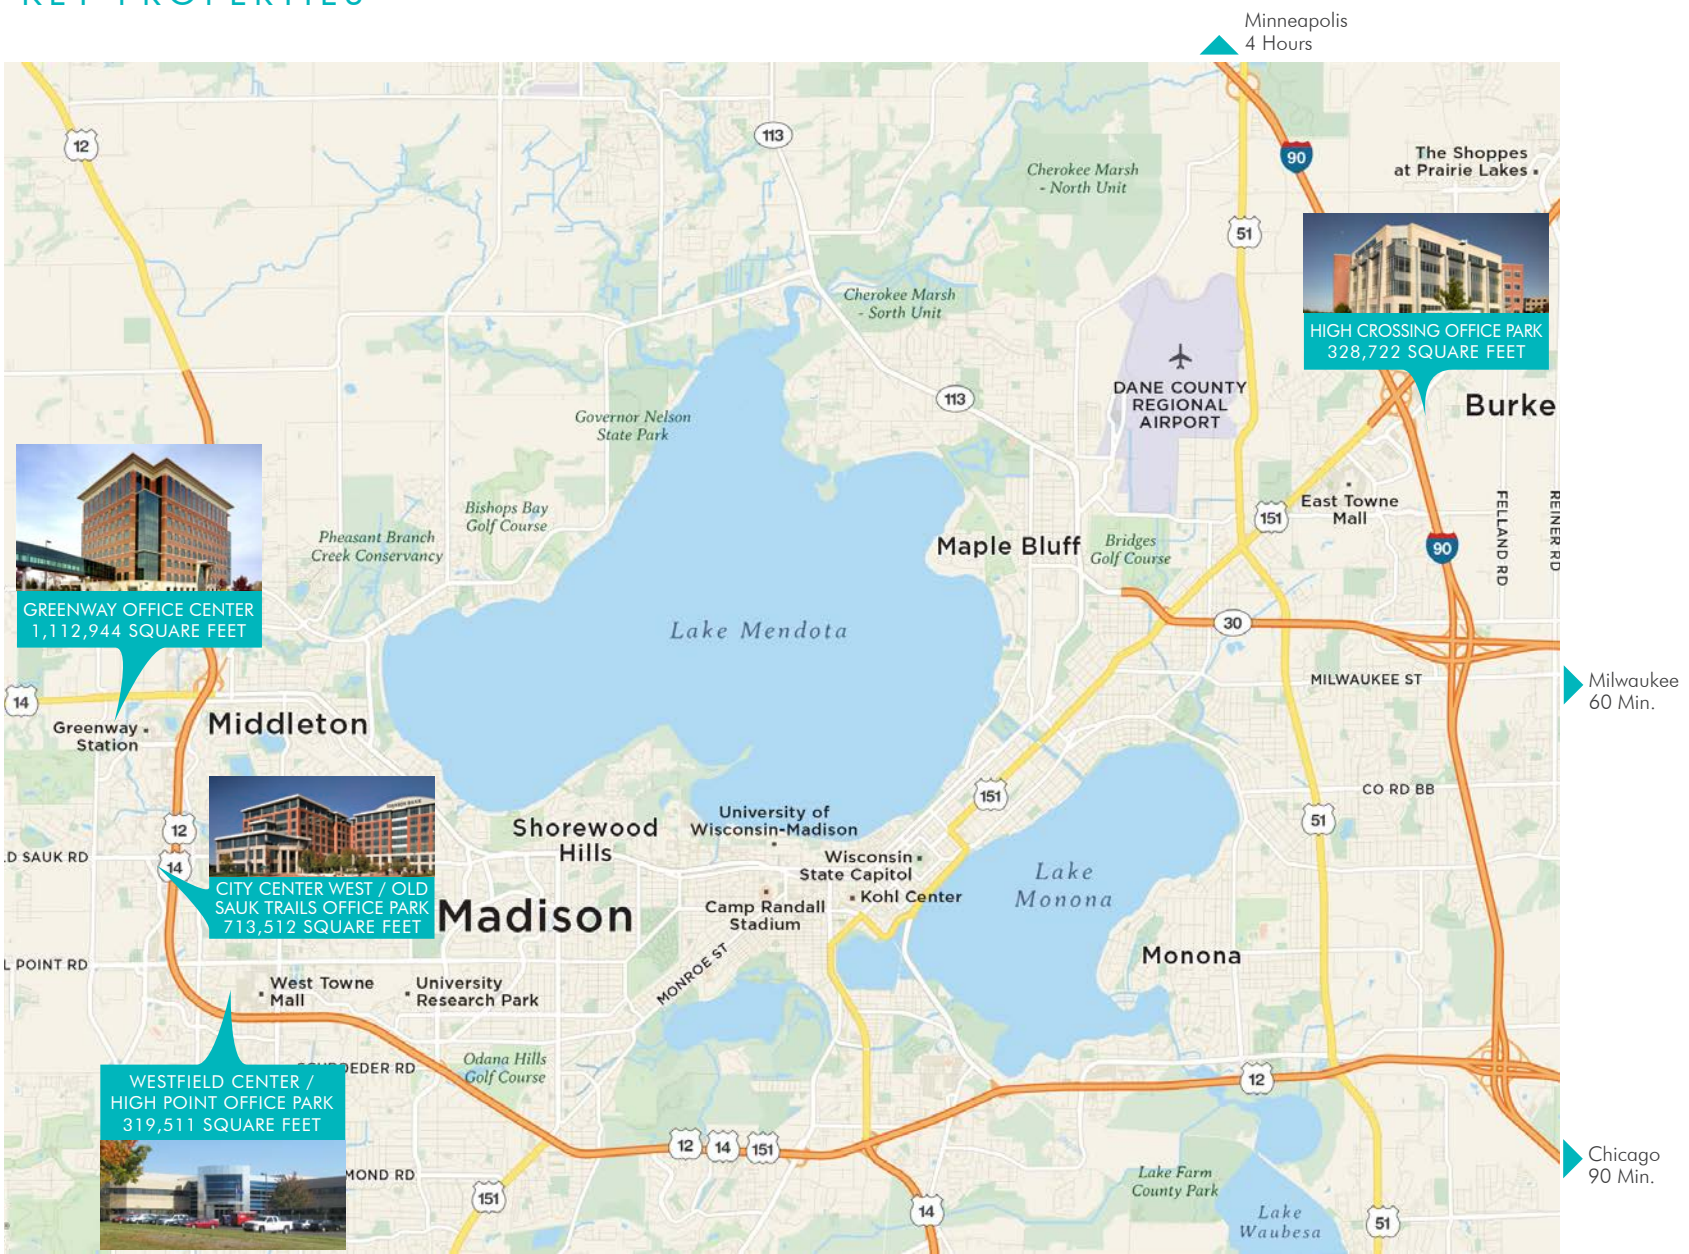 KEY PROPERTIES
Minneapolis
4 Hours
12
113
90
The Shoppes
at Prairie Lakes
Cherokee Marsh
- North Unit
51
Cherokee Marsh
- Sorth Unit
HIGH CROSSING OFFICE PARK
328,722 SQUARE FEET
DANE COUNTY
REGIONAL
AIRPORT
113
Burke
Governor Nelson
State Park
Bishops Bay
Golf Course
Pheasant Branch
Creek Conservancy
East Towne
Mall
151
FELLAND RD
REINER RD
Maple Bluff
Bridges
Golf Course
90
GREENWAY OFFICE CENTER
1,112,944 SQUARE FEET
Lake Mendota
30
MILWAUKEE ST
Milwaukee
60 Min.
14
Greenway
Station
Middleton
151
CO RD BB
51
12
14
LD SAUK RD
CITY CENTER WEST / OLD
SAUK TRAILS OFFICE PARK
713,512 SQUARE FEET
Shorewood
Hills
University of
Wisconsin-Madison
Wisconsin
State Capitol
Kohl Center
Camp Randall
Stadium
Lake
Monona
Madison
Monona
L POINT RD
West Towne
Mall
University
Research Park
MONROE ST
SCHROEDER RD
Odana Hills
Golf Course
12
WESTFIELD CENTER /
HIGH POINT OFFICE PARK
319,511 SQUARE FEET
12
14
151
MOND RD
151
14
Lake Farm
County Park
Lake
Waubesa
51
Chicago
90 Min.